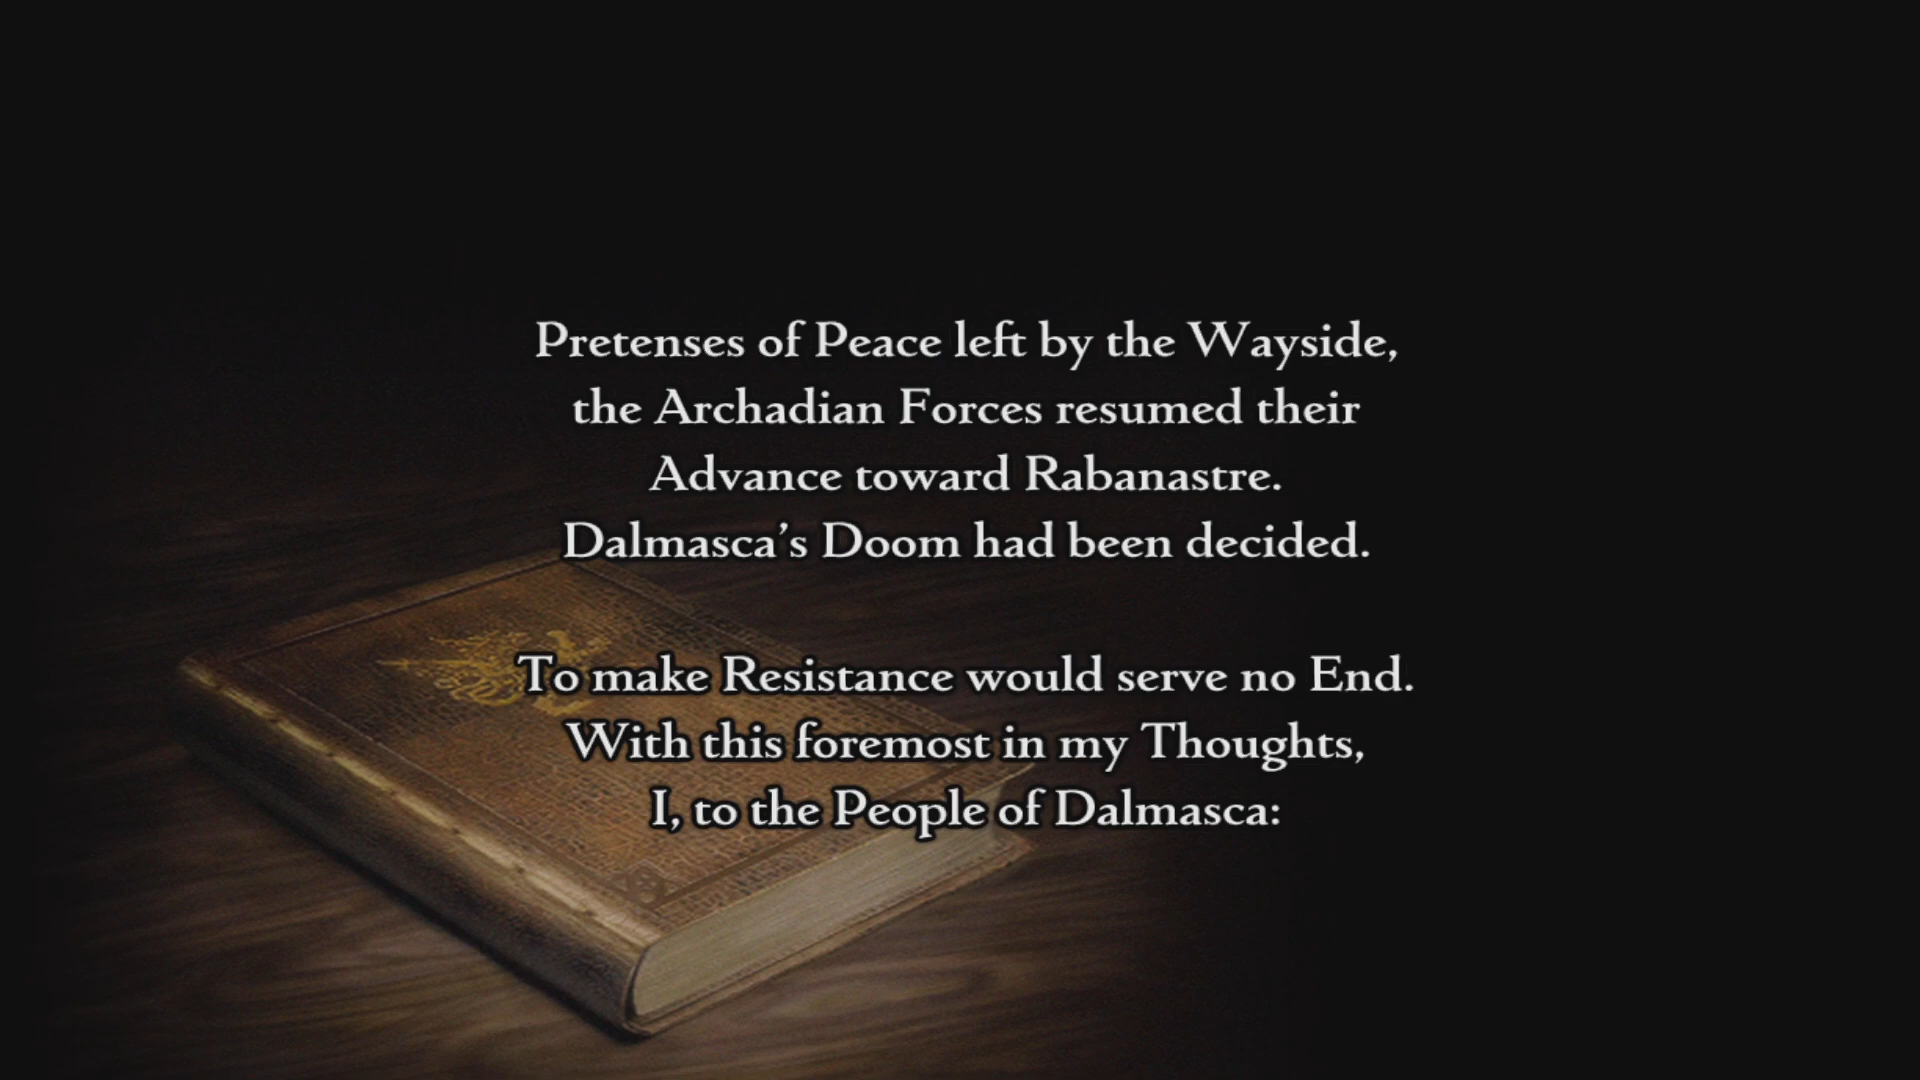 Pretenses of Peace left by the Wayside,
the Archadian Forces resumed their
Advance toward Rabanastre.
Dalmasca's Doom had been decided.
To make Resistance would serve no End.
With this foremost in my Thoughts,
I, to the People of Dalmasca: